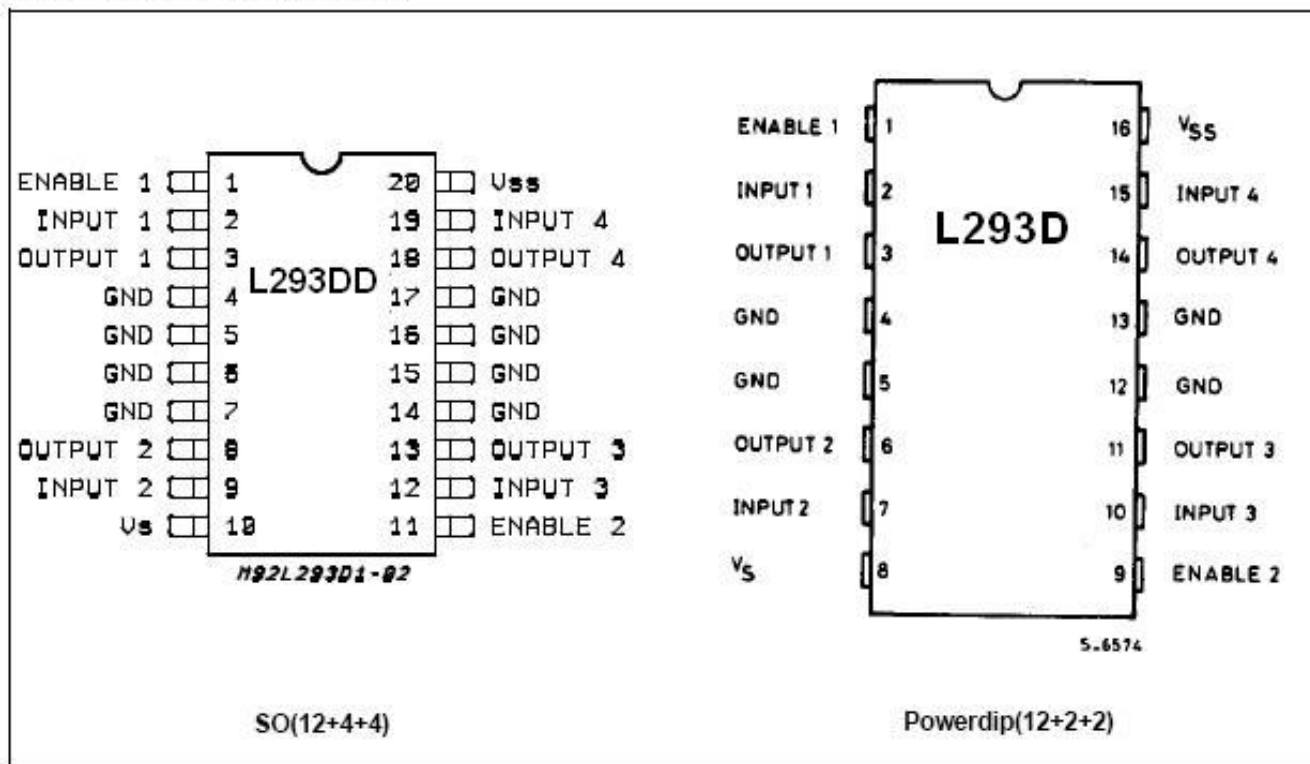 ENABLE 1 1 20 Vss
INPUT 1 2 19 INPUT 4
OUTPUT 1 3 18 OUTPUT 4
L293DD
GND 4 17 GND
GND 5 16 GND
GND 6 15 GND
GND 7 14 GND
OUTPUT 2 8 13 OUTPUT 3
INPUT 2 9 12 INPUT 3
Vs 10 11 ENABLE 2
M92L293D1-02
SO(12+4+4)
ENABLE 1 1 16 VSS
INPUT 1 2 15 INPUT 4
L293D
OUTPUT 1 3 14 OUTPUT 4
GND 4 13 GND
GND 5 12 GND
OUTPUT 2 6 11 OUTPUT 3
INPUT 2 7 10 INPUT 3
VS 8 9 ENABLE 2
S-6574
Powerdip(12+2+2)